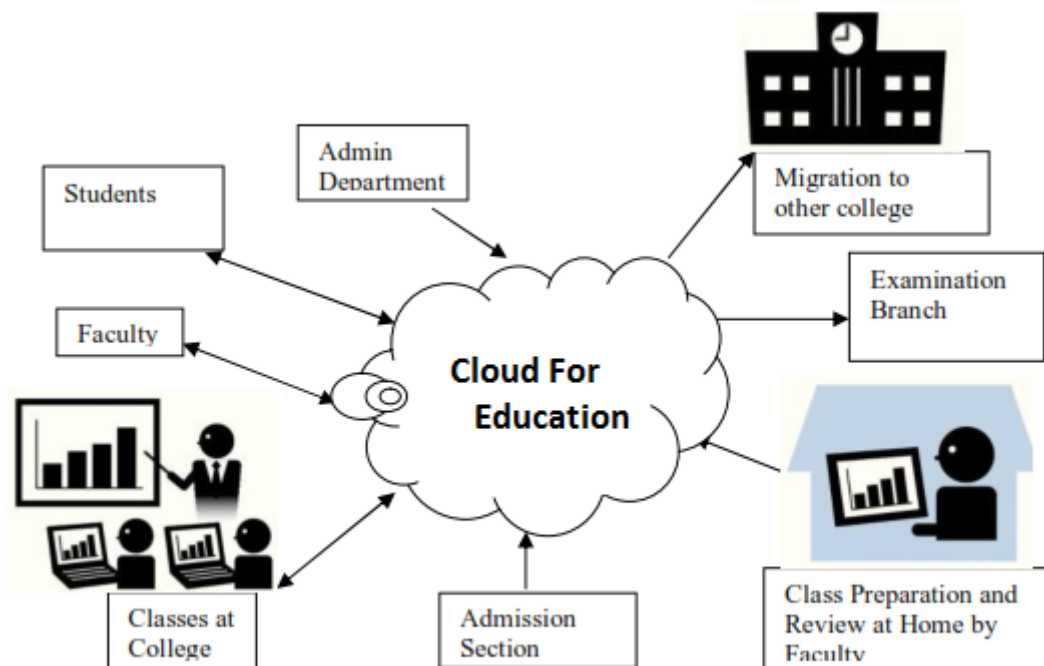 Admin
Department
Migration to
other college
Students
Examination
Branch
Faculty
Cloud For
Education
Classes at
College
Admission
Section
Class Preparation and
Review at Home by
Faculty